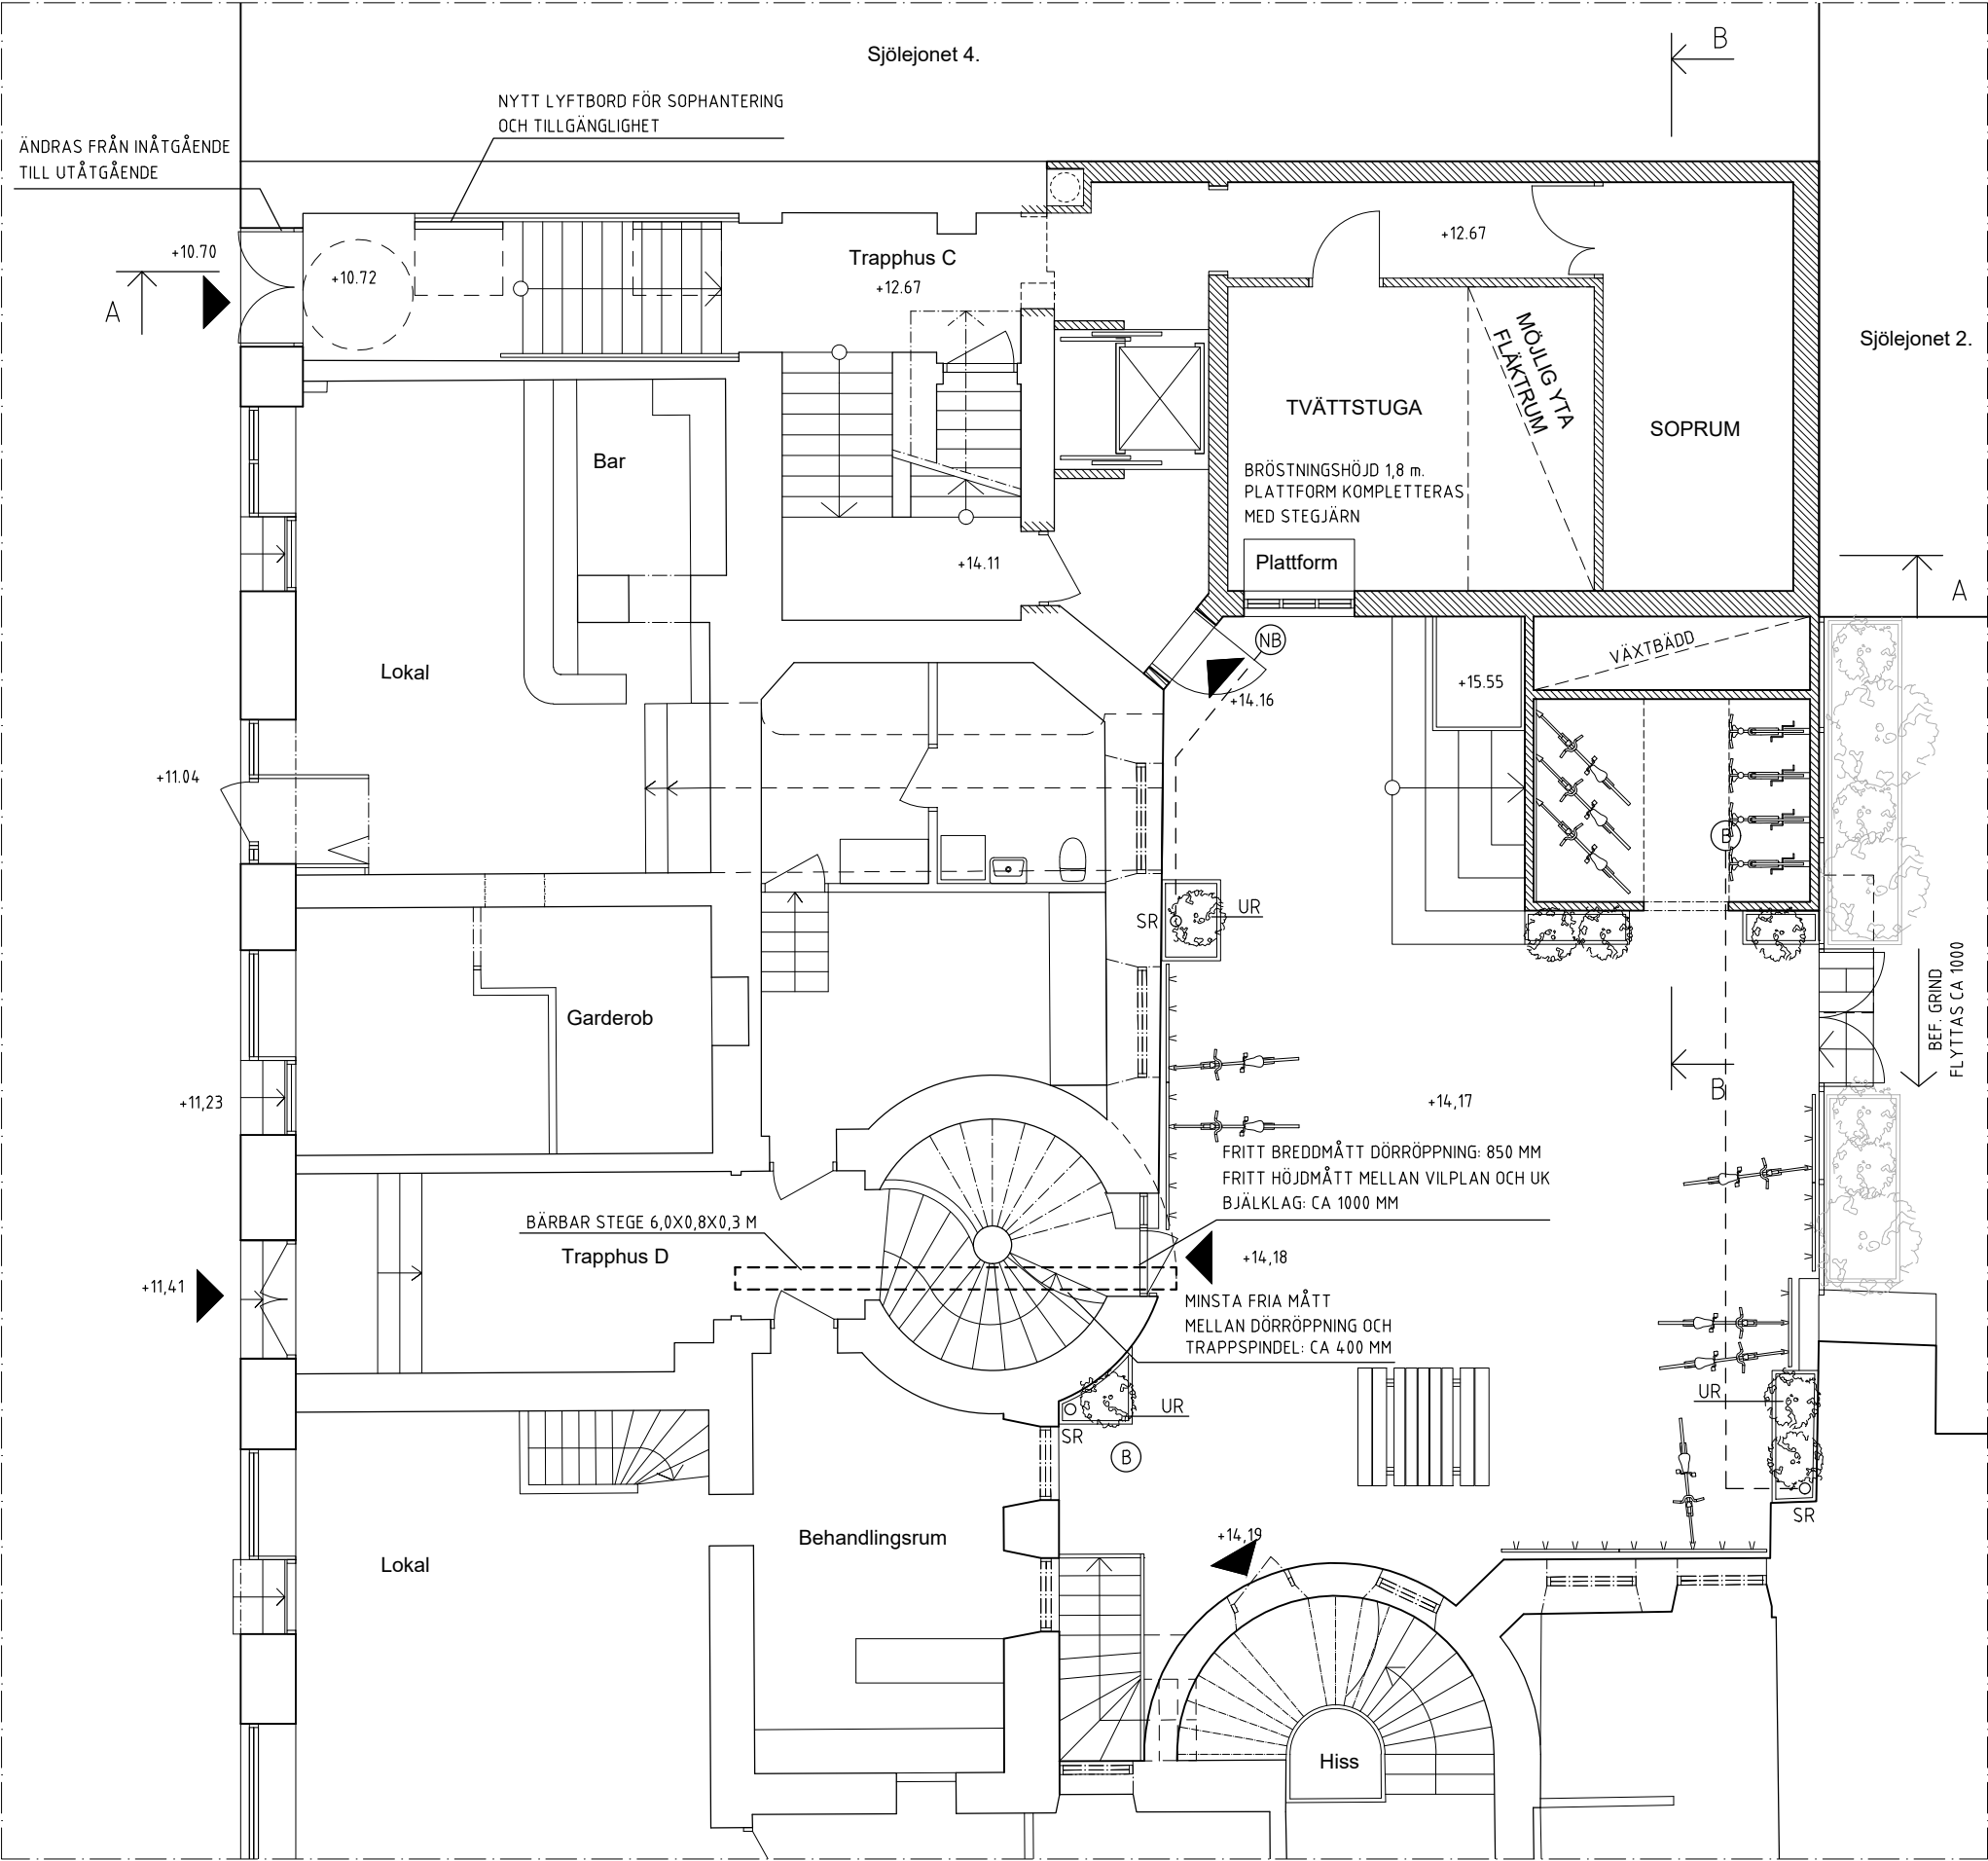 Sjölejonet 4.
B
NYTT LYFTBORD FÖR SOPHANTERING
OCH TILLGÄNGLIGHET
ÄNDRAS FRÅN INÅTGÅENDE
TILL UTÅTGÅENDE
+10.70
A
+10.72
Trapphus C
+12.67
+12.67
Sjölejonet 2.
MÖJLIG YTA
FLÄKTRUM
TVÄTTSTUGA
SOPRUM
Bar
BRÖSTNINGSHÖJD 1,8 m.
PLATTFORM KOMPLETTERAS
MED STEGJÄRN
Plattform
+14.11
A
NB
VÄXTBÄDD
Lokal
+15.55
+14.16
+11.04
B
SR
UR
BEF. GRIND
FLYTTAS CA 1000
Garderob
B
+11,23
+14,17
FRITT BREDDMÅTT DÖRRÖPPNING: 850 MM
FRITT HÖJDMÅTT MELLAN VILPLAN OCH UK
BJÄLKLAG: CA 1000 MM
BÄRBAR STEGE 6,0X0,8X0,3 M
Trapphus D
+14,18
+11,41
MINSTA FRIA MÅTT
MELLAN DÖRRÖPPNING OCH
TRAPPSPINDEL: CA 400 MM
UR
UR
SR
B
SR
Behandlingsrum
+14,19
Lokal
Hiss